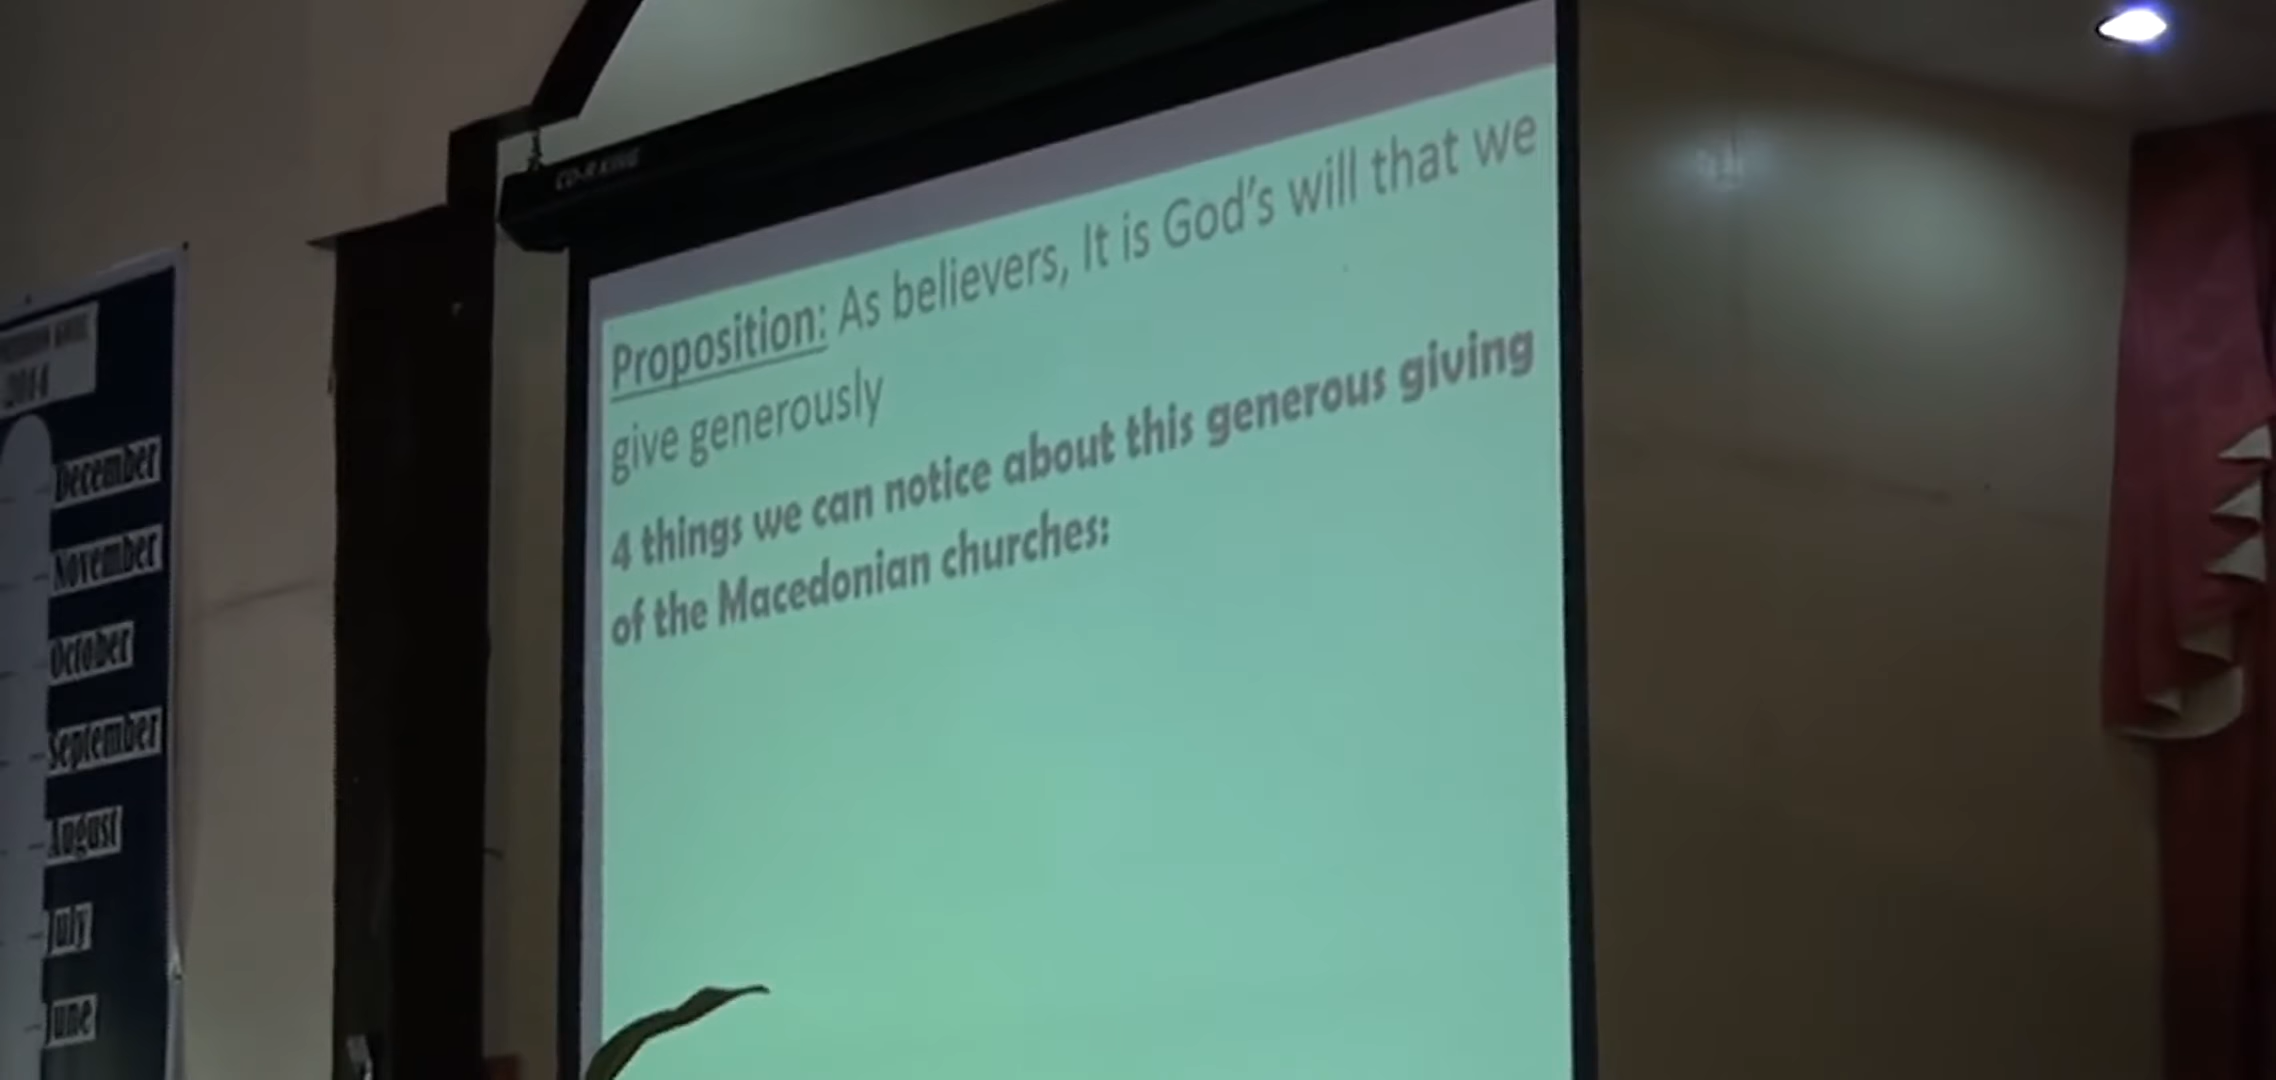 2014
December
November
October
September
August
July
June
Proposition: As believers, It is God's will that we
give generously
4 things we can notice about this generous giving
of the Macedonian churches: